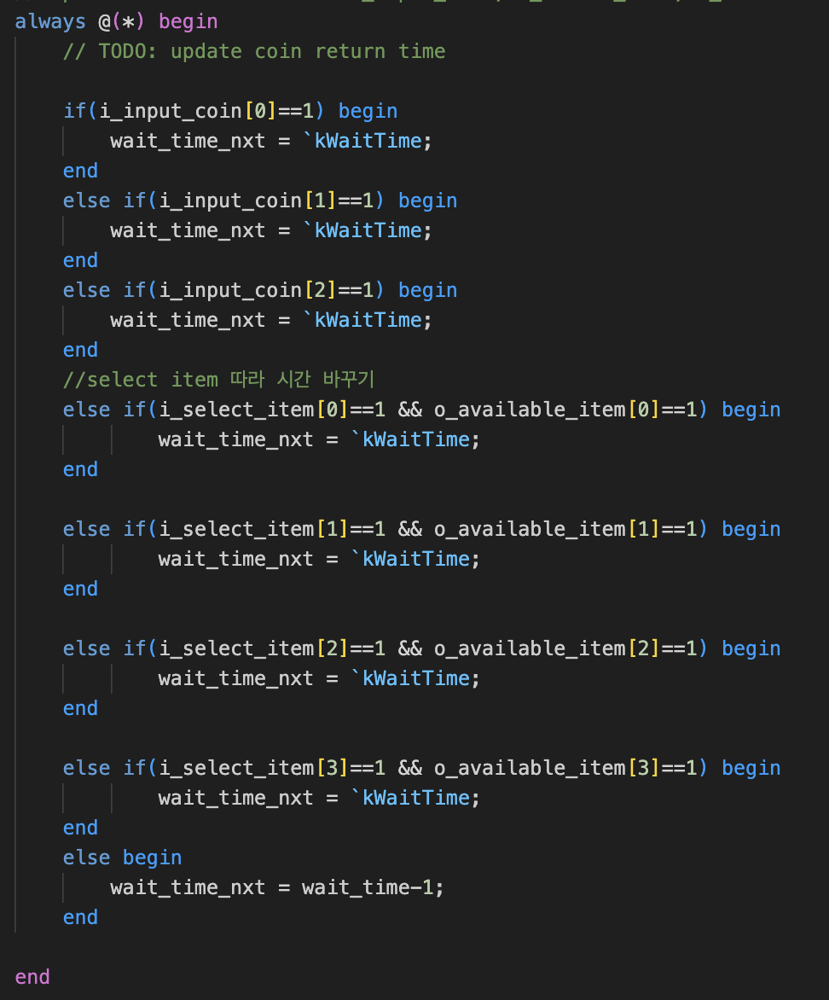 always @(*) begin
// TODO: update coin return time
if(i_input_coin[0]==1) begin
wait_time_nxt = `kWaitTime;
end
else if(i_input_coin[1]==1) begin
wait_time_nxt = `kWaitTime;
end
else if(i_input_coin[2]==1) begin
wait_time_nxt = `kWaitTime;
end
//select item 따라 시간 바꾸기
else if(i_select_item[0]==1 && o_available_item[0]==1) begin
wait_time_nxt = `kWaitTime;
end
else if(i_select_item[1]==1 && o_available_item[1]==1) begin
wait_time_nxt = `kWaitTime;
end
else if(i_select_item[2]==1 && o_available_item[2]==1) begin
wait_time_nxt = `kWaitTime;
end
else if(i_select_item[3]==1 && o_available_item[3]==1) begin
wait_time_nxt = `kWaitTime;
end
else begin
wait_time_nxt = wait_time-1;
end
end